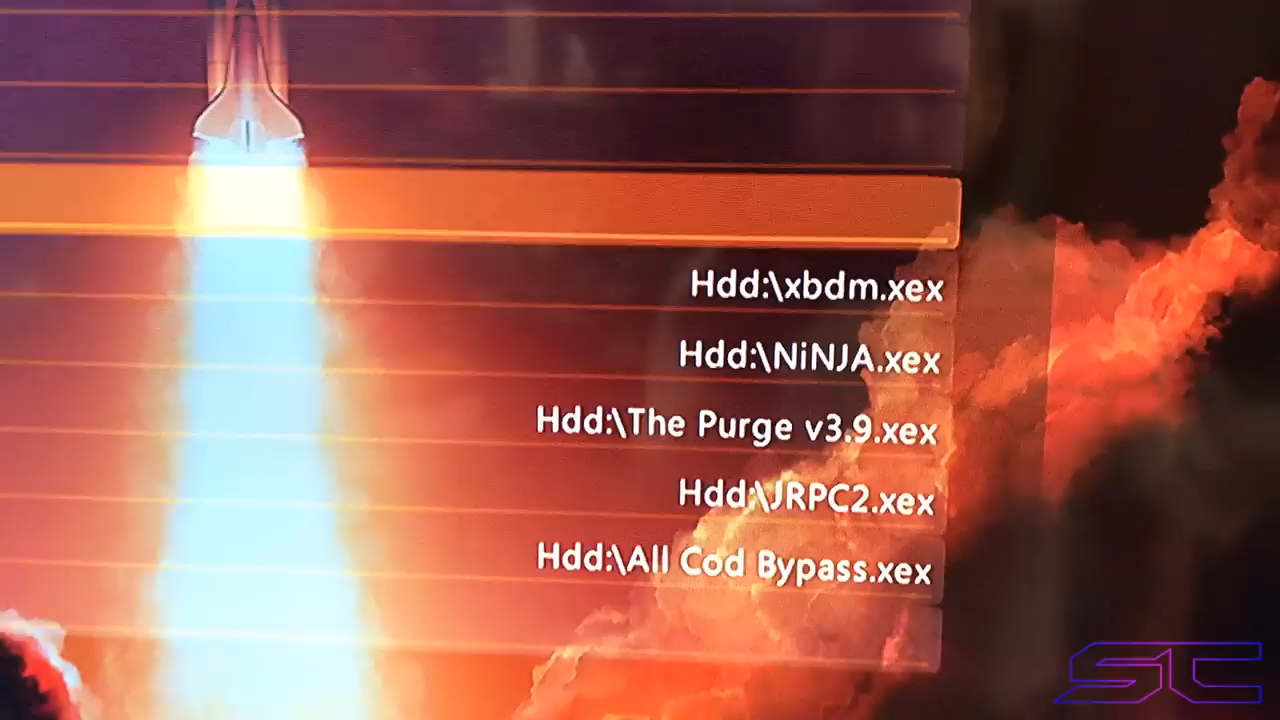 Hdd:\xbdm.xex
Hdd:\NiNJA.xex
Hdd:\The Purge v3.9.xex
Hdd:\JRPC2.xex
Hdd:\All Cod Bypass.xex
SC